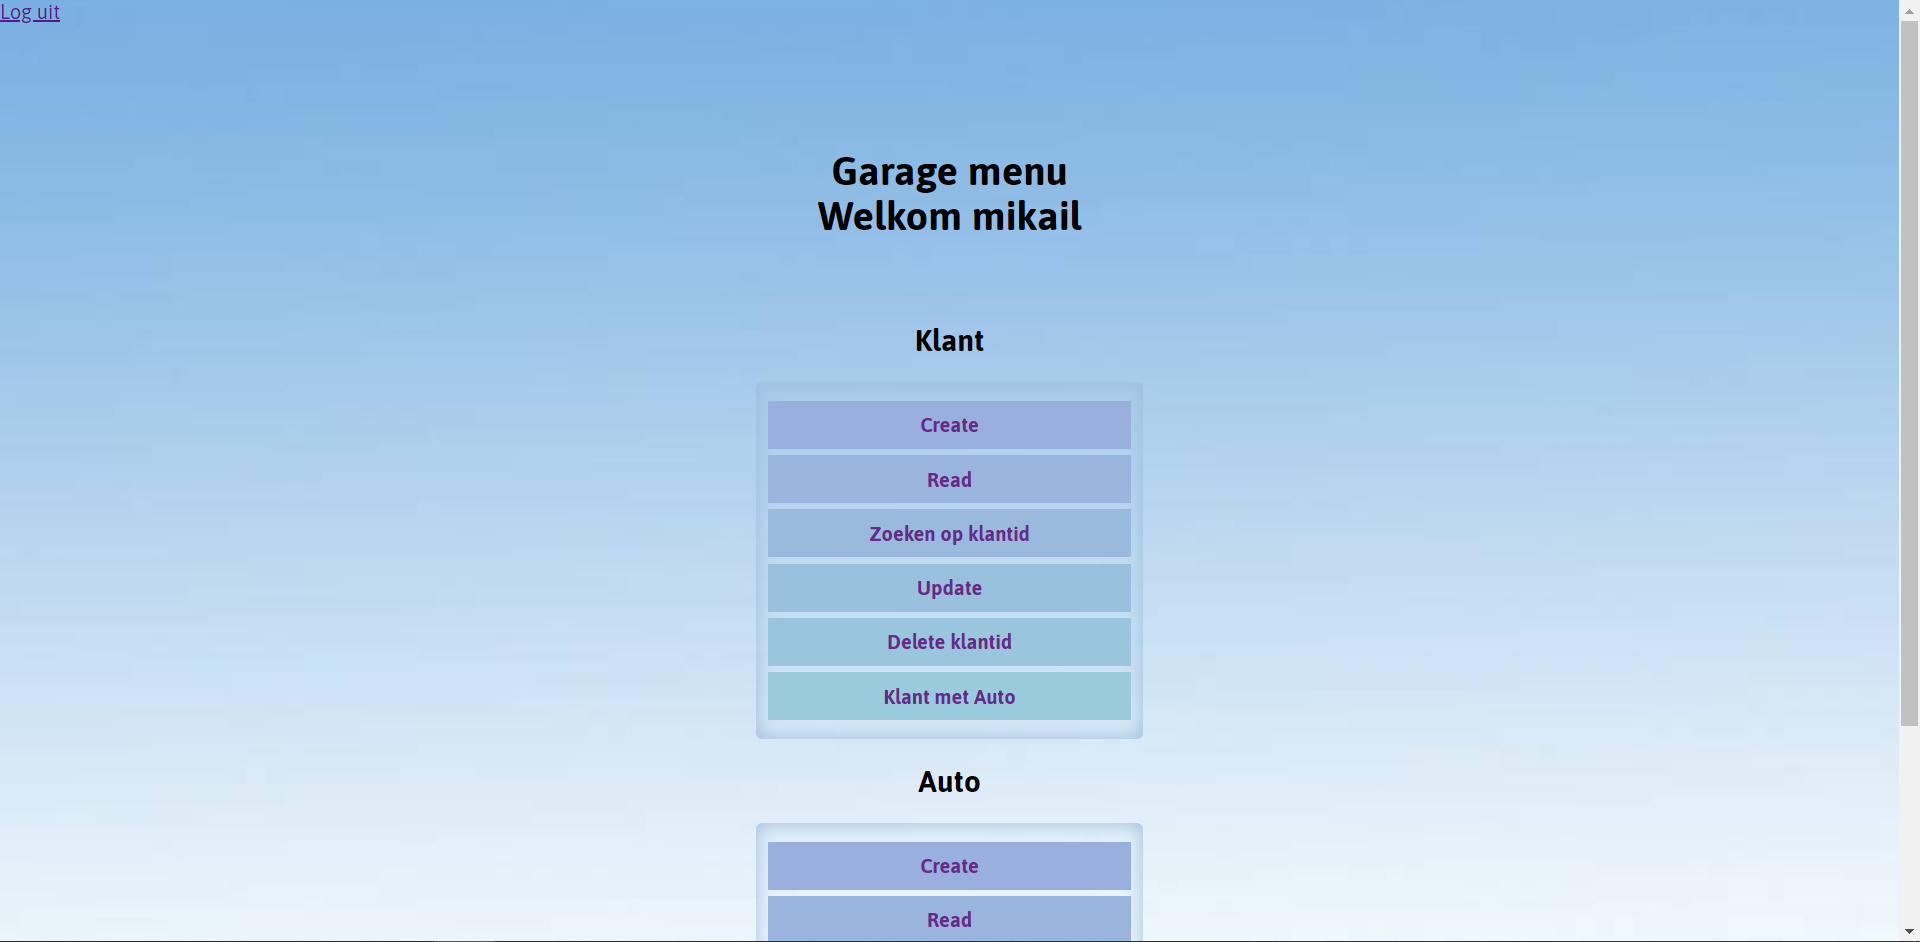 Log uit
Garage menu
Welkom mikail
Klant
Create
Read
Zoeken op klantid
Update
Delete klantid
Klant met Auto
Auto
Create
Read